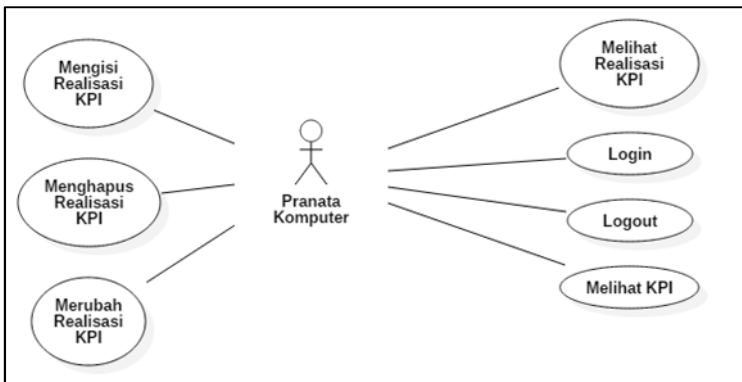 Mengisi
Realisasi
KPI
Menghapus
Realisasi
KPI
Merubah
Realisasi
KPI
Pranata
Komputer
Melihat
Realisasi
KPI
Login
Logout
Melihat KPI